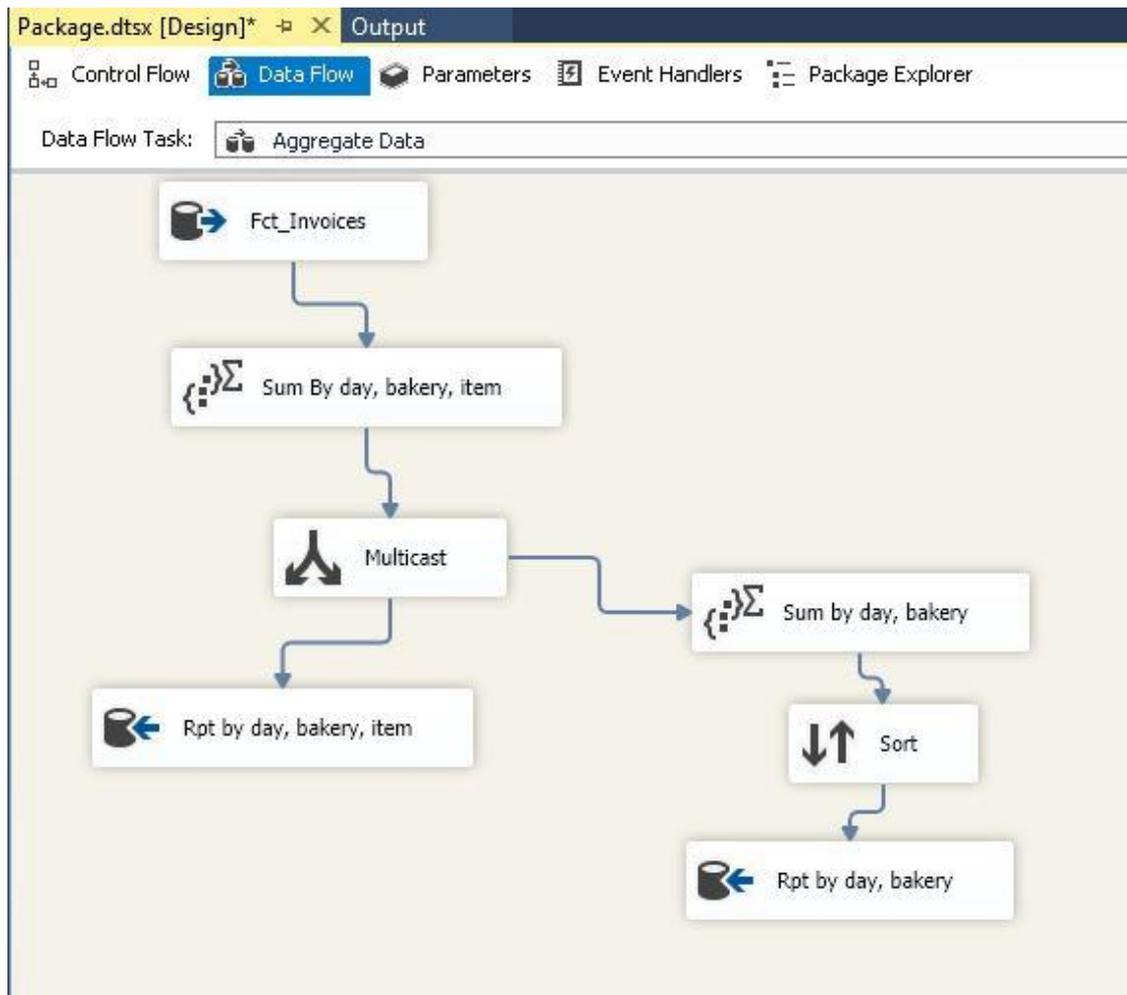 Package.dtsx [Design]* Output
Control Flow Data Flow Parameters Event Handlers Package Explorer
Data Flow Task: Aggregate Data
Fct_Invoices
Sum By day, bakery, item
Multicast
Sum by day, bakery
Rpt by day, bakery, item
Sort
Rpt by day, bakery